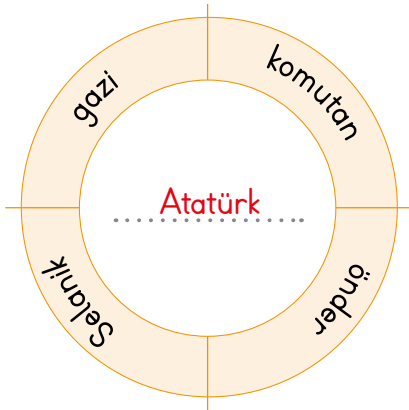 gazi
komutan
Atatürk
Selanik
önder